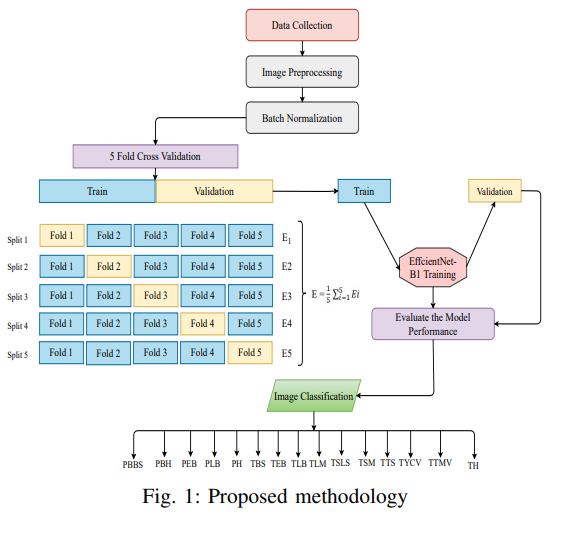 Data Collection
Image Preprocessing
Batch Normalization
5 Fold Cross Validation
Train Validation Train Validation
Split 1 Fold 1 Fold 2 Fold 3 Fold 4 Fold 5 E1
Split 2 Fold 1 Fold 2 Fold 3 Fold 4 Fold 5 E2
Split 3 Fold 1 Fold 2 Fold 3 Fold 4 Fold 5 E3
Split 4 Fold 1 Fold 2 Fold 3 Fold 4 Fold 5 E4
Split 5 Fold 1 Fold 2 Fold 3 Fold 4 Fold 5 E5
E = 1/5 ∑⁵ᵢ₌₁ Ei
EffcientNet-
B1 Training
Evaluate the Model
Performance
Image Classification
PBBS PBH PEB PLB PH TBS TEB TLB TLM TSLS TSM TTS TYCV TTMV TH
Fig. 1: Proposed methodology